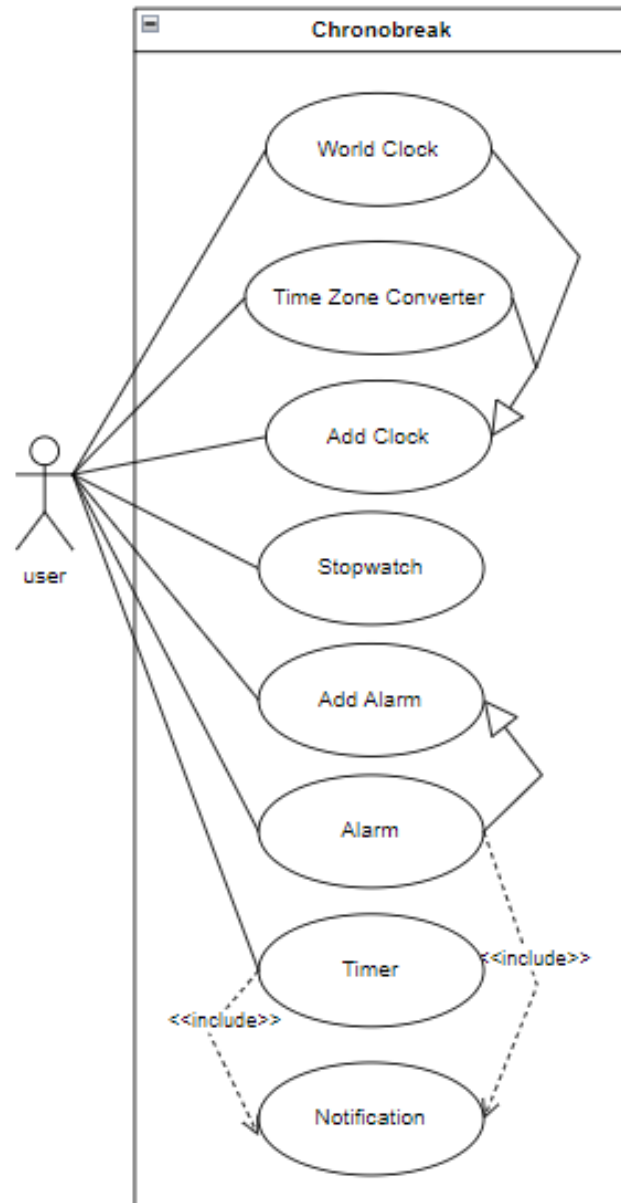 Chronobreak
World Clock
Time Zone Converter
Add Clock
user
Stopwatch
Add Alarm
Alarm
Timer
<<include>>
<<include>>
Notification